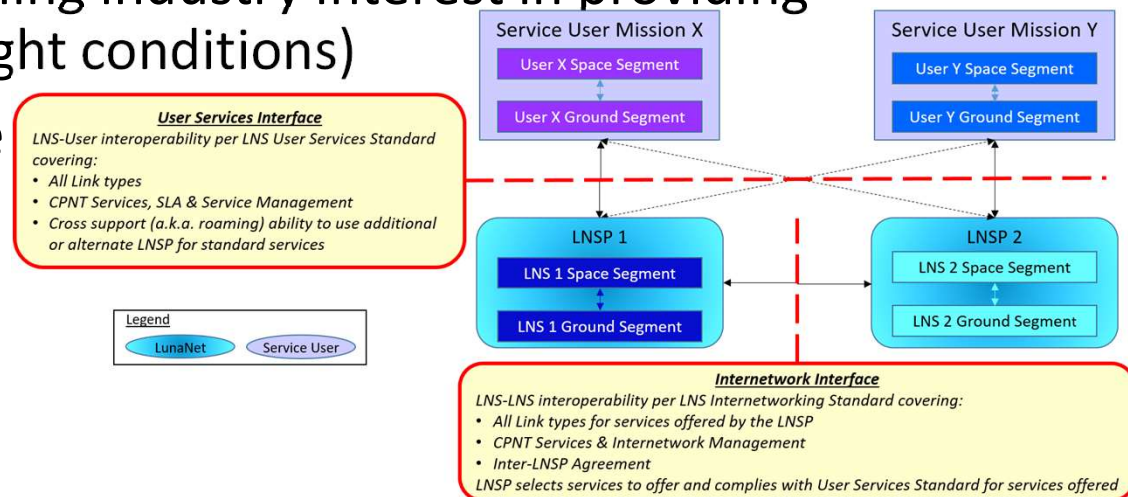 ing industry interest in providing
ght conditions)
e
User Services Interface
LNS-User interoperability per LNS User Services Standard
covering:
• All Link types
• CPNT Services, SLA & Service Management
• Cross support (a.k.a. roaming) ability to use additional
or alternate LNSP for standard services
Legend
LunaNet
Service User
Service User Mission X
User X Space Segment
User X Ground Segment
Service User Mission Y
User Y Space Segment
User Y Ground Segment
LNSP 1
LNS 1 Space Segment
LNS 1 Ground Segment
LNSP 2
LNS 2 Space Segment
LNS 2 Ground Segment
Internetwork Interface
LNS-LNS interoperability per LNS Internetworking Standard covering:
• All Link types for services offered by the LNSP
• CPNT Services & Internetwork Management
• Inter-LNSP Agreement
LNSP selects services to offer and complies with User Services Standard for services offered